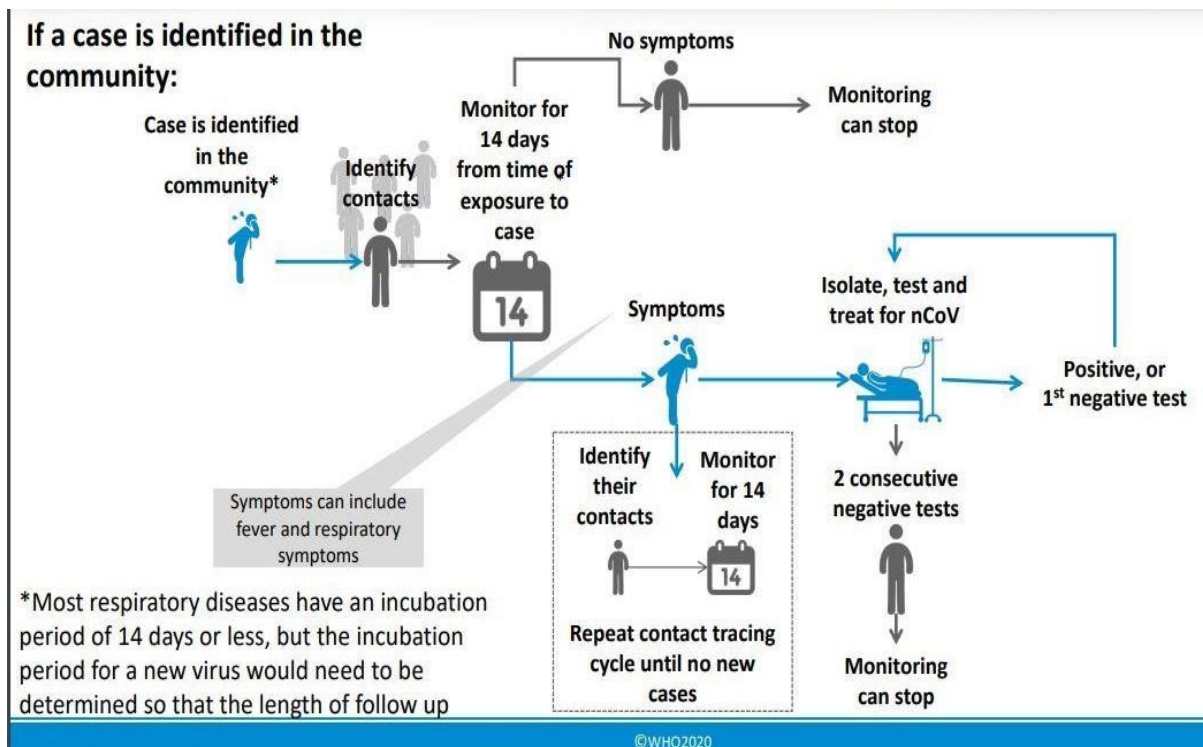 If a case is identified in the
community:
Case is identified
in the
community*
Identify
contacts
Monitor for
14 days
from time of
exposure to
case
14
No symptoms
Monitoring
can stop
Symptoms
Isolate, test and
treat for nCoV
Positive, or
1st negative test
Symptoms can include
fever and respiratory
symptoms
Identify
their
contacts
Monitor
for 14
days
14
Repeat contact tracing
cycle until no new
cases
2 consecutive
negative tests
Monitoring
can stop
*Most respiratory diseases have an incubation
period of 14 days or less, but the incubation
period for a new virus would need to be
determined so that the length of follow up
©WHO2020